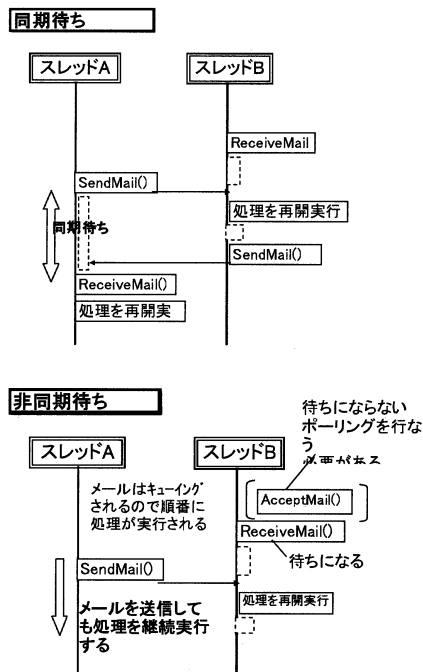 同期待ち
スレッドA
スレッドB
ReceiveMail
SendMail()
処理を再開実行
同期待ち
SendMail()
ReceiveMail()
処理を再開実
非同期待ち
待ちにならない
ポーリングを行な
う
必要がある
スレッドA
スレッドB
メールはキューイング
されるので順番に
処理が実行される
AcceptMail()
ReceiveMail()
待ちになる
SendMail()
処理を再開実行
メールを送信して
も処理を継続実行
する